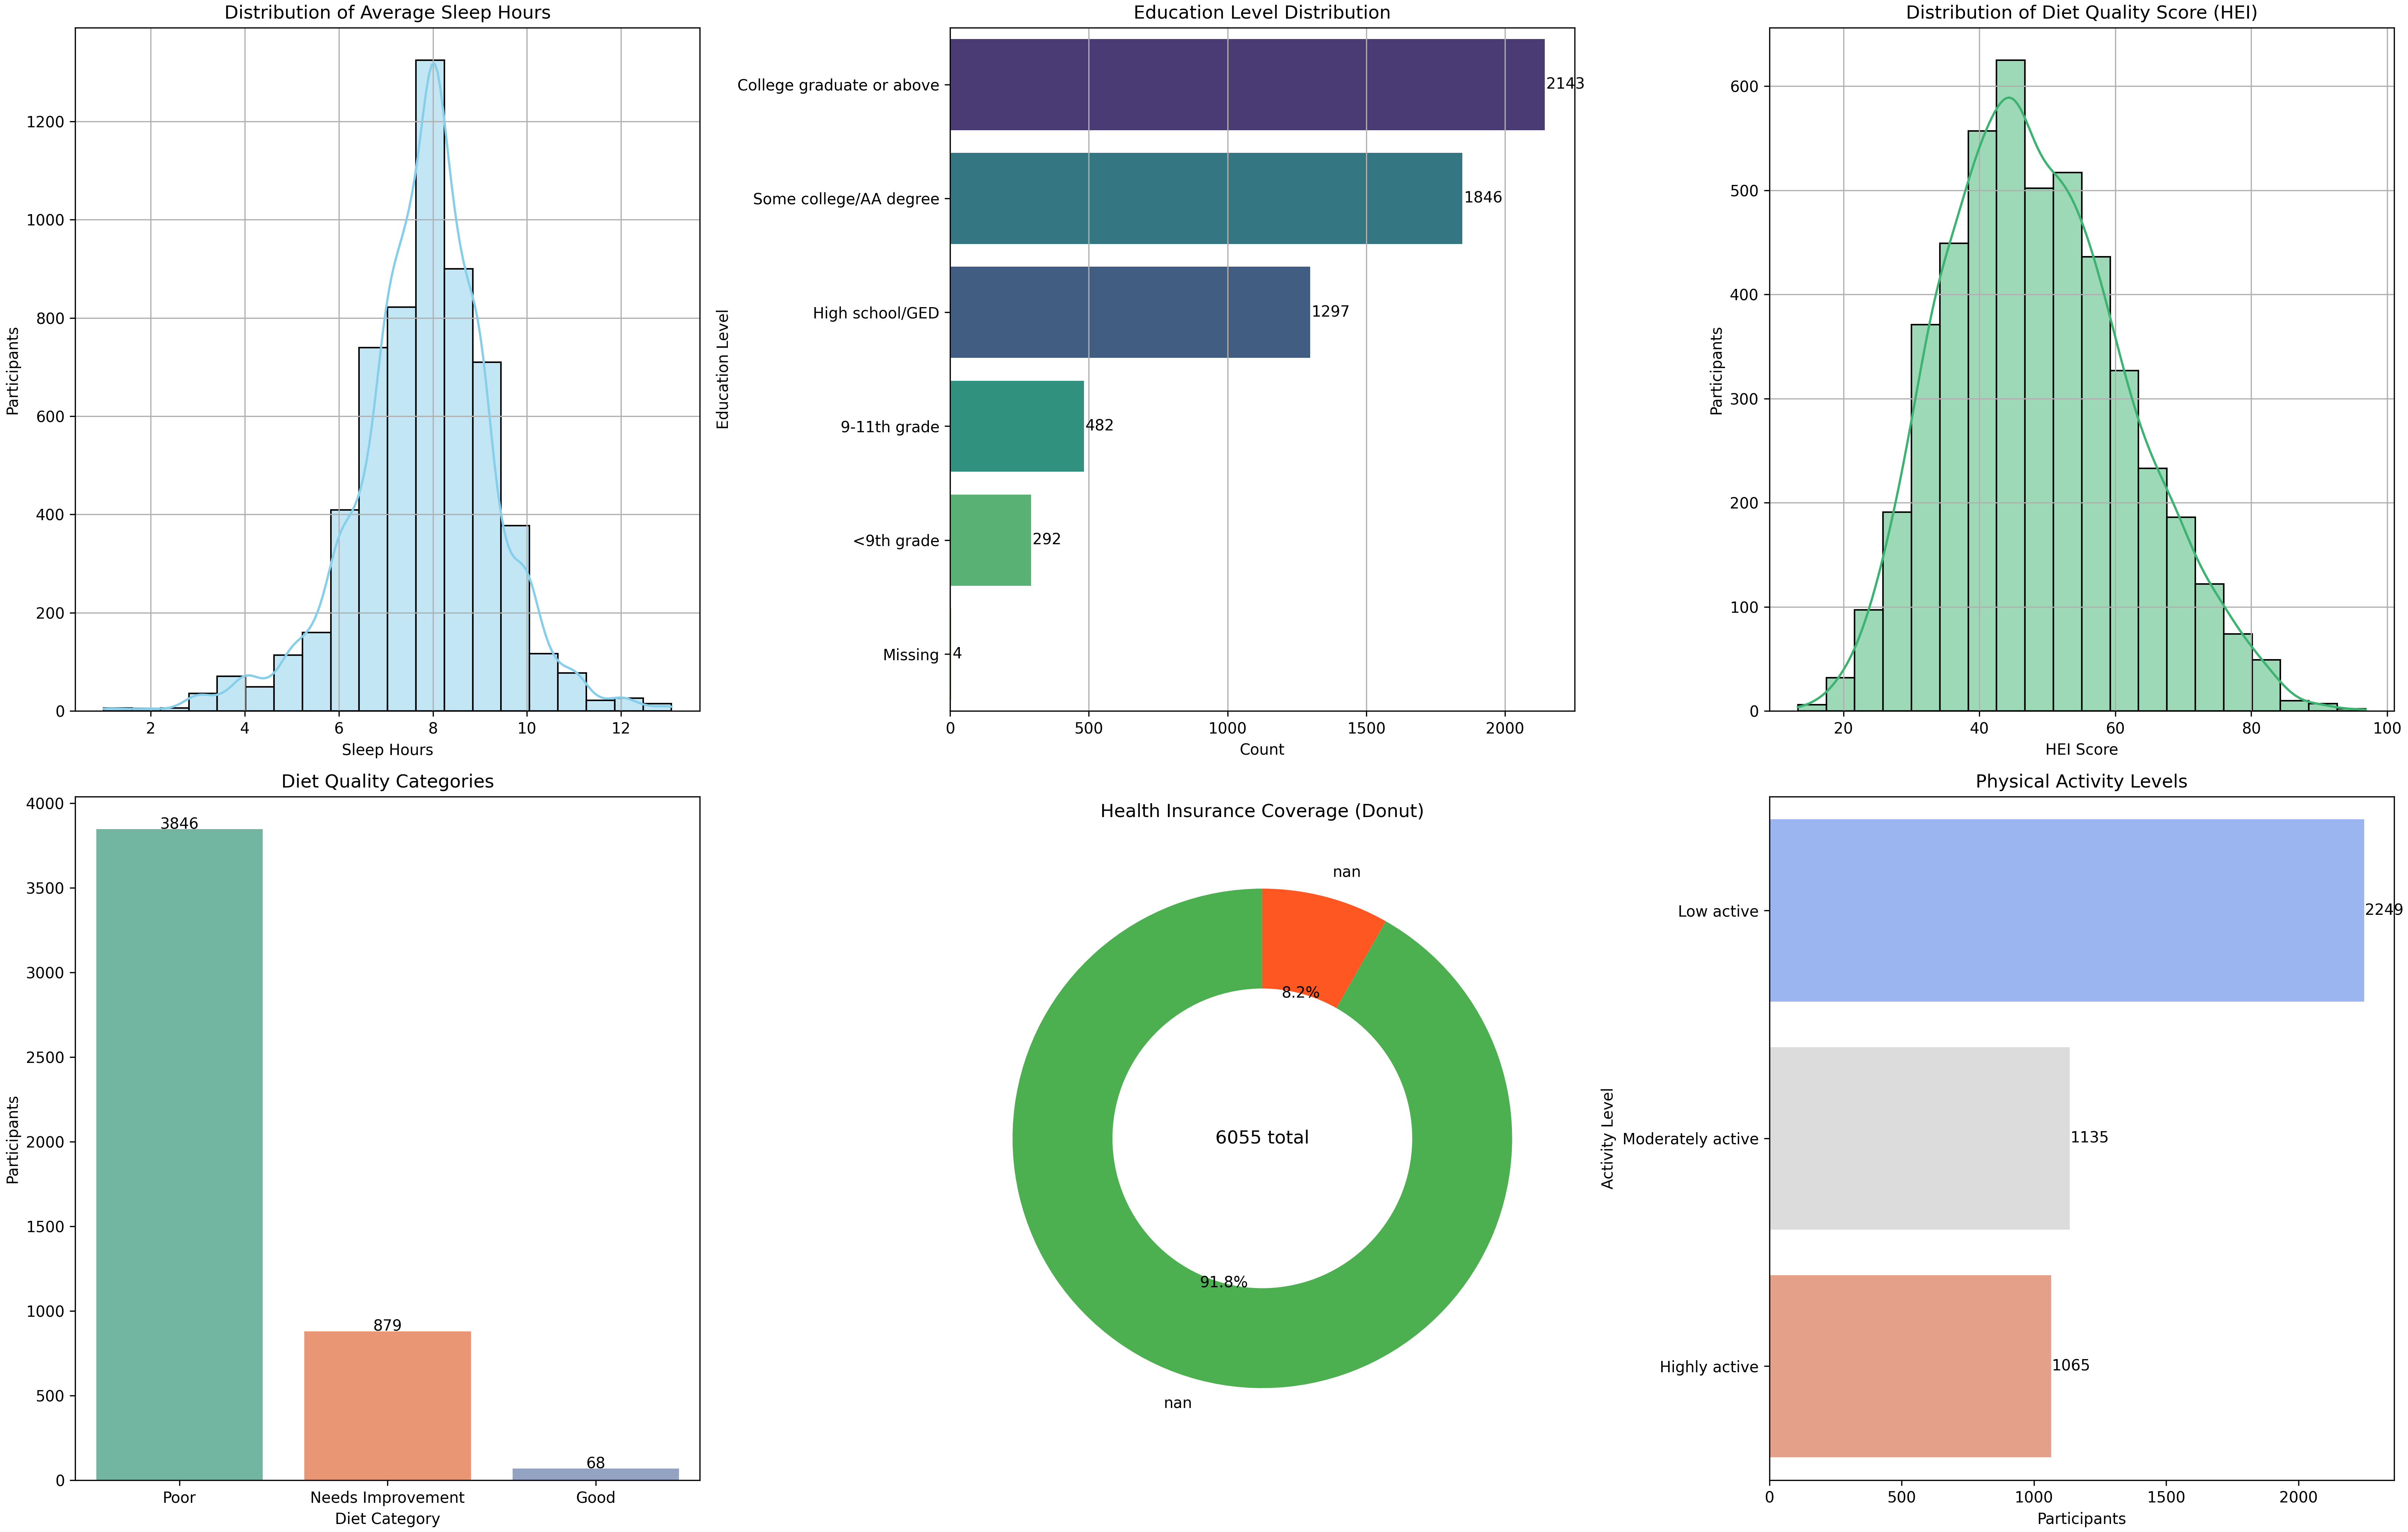 Distribution of Average Sleep Hours
Participants
1200
1000
800
600
400
200
0
2 4 6 8 10 12
Sleep Hours
Education Level Distribution
Education Level
College graduate or above 2143
Some college/AA degree 1846
High school/GED 1297
9-11th grade 482
<9th grade 292
Missing 4
0 500 1000 1500 2000
Count
Distribution of Diet Quality Score (HEI)
Participants
600
500
400
300
200
100
0
20 40 60 80 100
HEI Score
Diet Quality Categories
Participants
4000
3500
3000
2500
2000
1500
1000
500
0
3846
879
68
Poor Needs Improvement Good
Diet Category
Health Insurance Coverage (Donut)
nan
8.2%
6055 total
91.8%
nan
Physical Activity Levels
Activity Level
Low active 2249
Moderately active 1135
Highly active 1065
0 500 1000 1500 2000
Participants